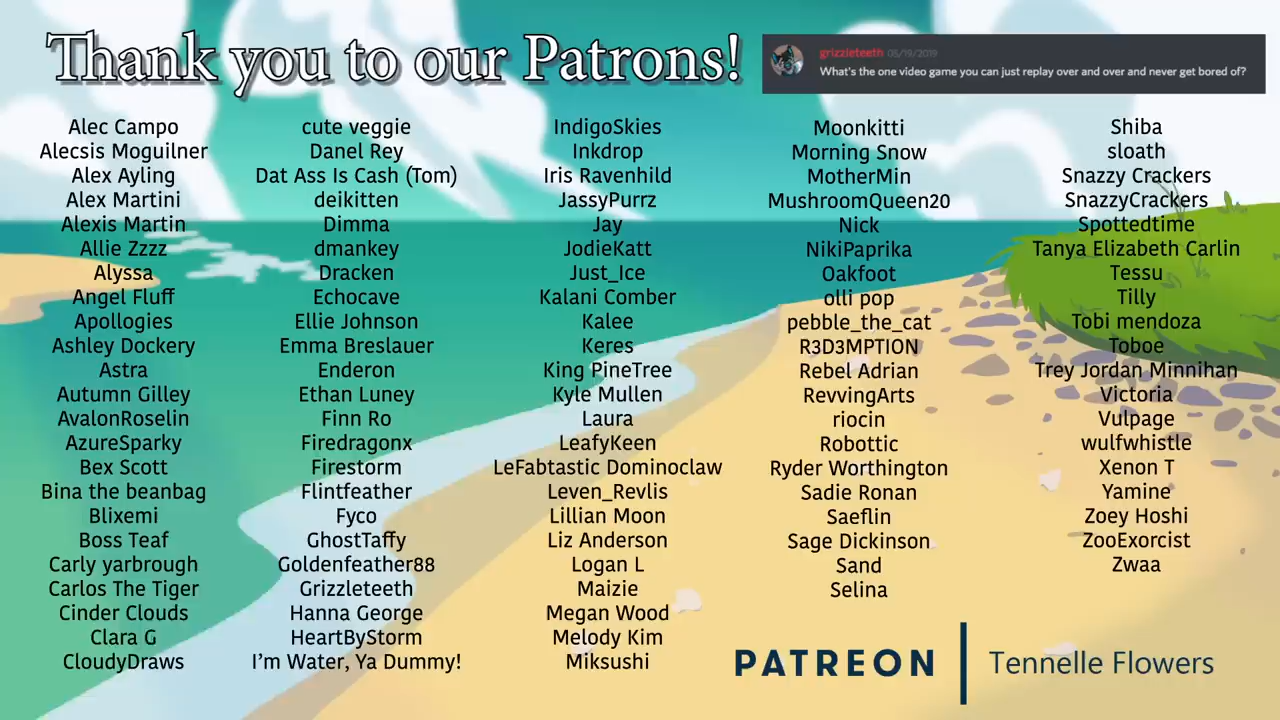 Thank you to our Patrons!
grizzleteeth 05/19/2019
What's the one video game you can just replay over and over and never get bored of?
Alec Campo
Alecsis Moguilner
Alex Ayling
Alex Martini
Alexis Martin
Allie Zzzz
Alyssa
Angel Fluff
Apollogies
Ashley Dockery
Astra
Autumn Gilley
AvalonRoselin
AzureSparky
Bex Scott
Bina the beanbag
Blixemi
Boss Teaf
Carly yarbrough
Carlos The Tiger
Cinder Clouds
Clara G
CloudyDraws
cute veggie
Danel Rey
Dat Ass Is Cash (Tom)
deikitten
Dimma
dmankey
Dracken
Echocave
Ellie Johnson
Emma Breslauer
Enderon
Ethan Luney
Finn Ro
Firedragonx
Firestorm
Flintfeather
Fyco
GhostTaffy
Goldenfeather88
Grizzleteeth
Hanna George
HeartByStorm
I'm Water, Ya Dummy!
IndigoSkies
Inkdrop
Iris Ravenhild
JassyPurrz
Jay
JodieKatt
Just_Ice
Kalani Comber
Kalee
Keres
King PineTree
Kyle Mullen
Laura
LeafyKeen
LeFabtastic Dominoclaw
Leven_Revlis
Lillian Moon
Liz Anderson
Logan L
Maizie
Megan Wood
Melody Kim
Miksushi
Moonkitti
Morning Snow
MotherMin
MushroomQueen20
Nick
NikiPaprika
Oakfoot
olli pop
pebble_the_cat
R3D3MPTION
Rebel Adrian
RevvingArts
riocin
Robottic
Ryder Worthington
Sadie Ronan
Saeflin
Sage Dickinson
Sand
Selina
Shiba
sloath
Snazzy Crackers
SnazzyCrackers
Spottedtime
Tanya Elizabeth Carlin
Tessu
Tilly
Tobi mendoza
Toboe
Trey Jordan Minnihan
Victoria
Vulpage
wulfwhistle
Xenon T
Yamine
Zoey Hoshi
ZooExorcist
Zwaa
PATREON | Tennelle Flowers